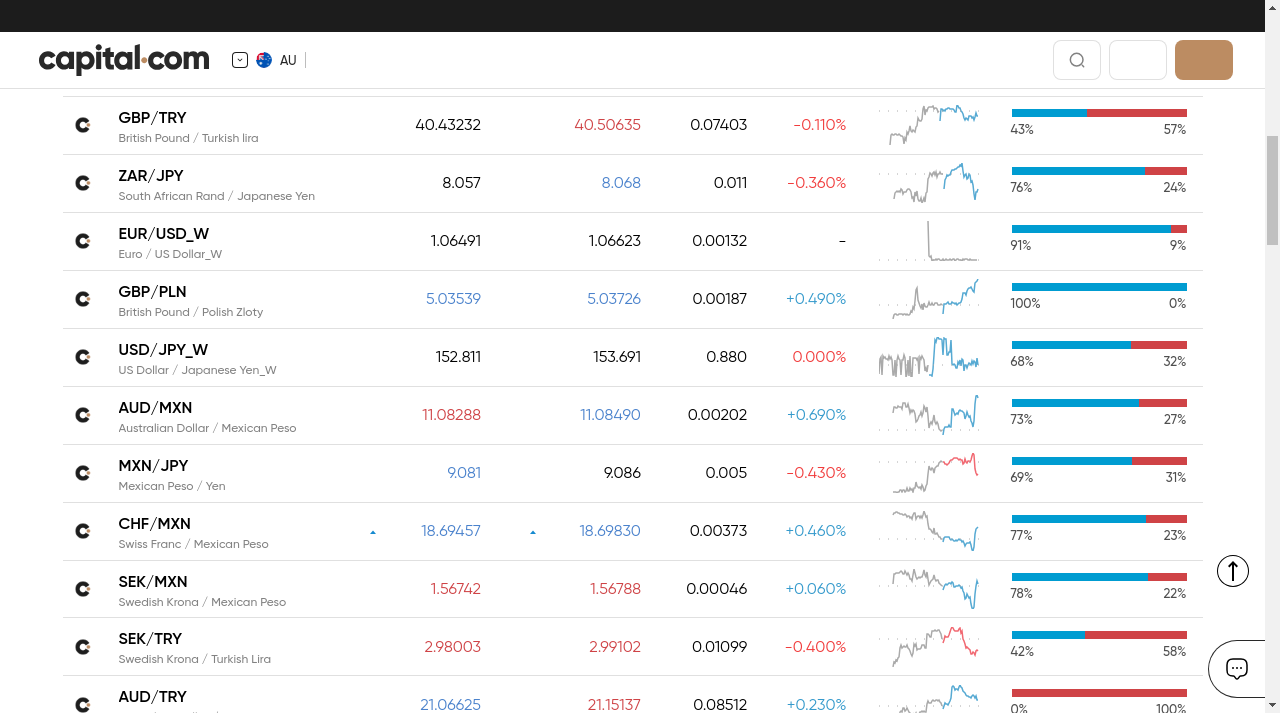 capital.com AU
GBP/TRY 40.43232 40.50635 0.07403 -0.110%
British Pound / Turkish lira 43% 57%
ZAR/JPY 8.057 8.068 0.011 -0.360%
South African Rand / Japanese Yen 76% 24%
EUR/USD_W 1.06491 1.06623 0.00132 -
Euro / US Dollar_W 91% 9%
GBP/PLN 5.03539 5.03726 0.00187 +0.490%
British Pound / Polish Zloty 100% 0%
USD/JPY_W 152.811 153.691 0.880 0.000%
US Dollar / Japanese Yen_W 68% 32%
AUD/MXN 11.08288 11.08490 0.00202 +0.690%
Australian Dollar / Mexican Peso 73% 27%
MXN/JPY 9.081 9.086 0.005 -0.430%
Mexican Peso / Yen 69% 31%
CHF/MXN 18.69457 18.69830 0.00373 +0.460%
Swiss Franc / Mexican Peso 77% 23%
SEK/MXN 1.56742 1.56788 0.00046 +0.060%
Swedish Krona / Mexican Peso 78% 22%
SEK/TRY 2.98003 2.99102 0.01099 -0.400%
Swedish Krona / Turkish Lira 42% 58%
AUD/TRY 21.06625 21.15137 0.08512 +0.230%
0% 100%